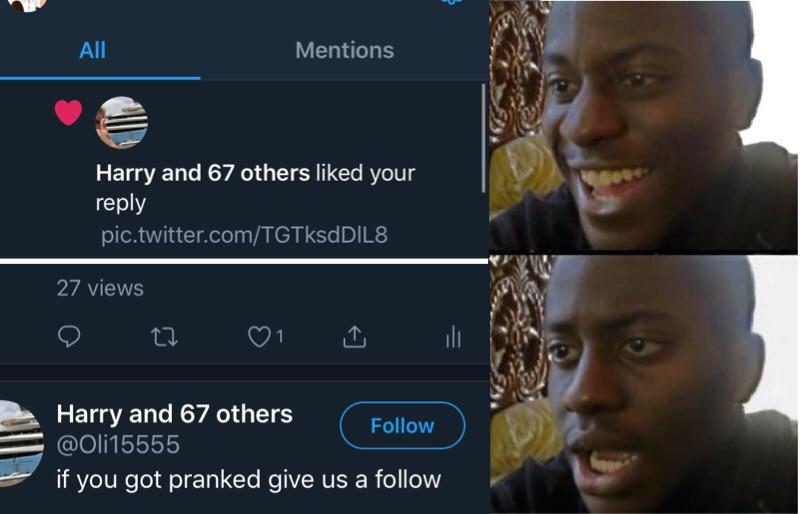 All
Mentions
Harry and 67 others liked your
reply
pic.twitter.com/TGTksdDlL8
27 views
1
Harry and 67 others
Follow
@Oli15555
if you got pranked give us a follow